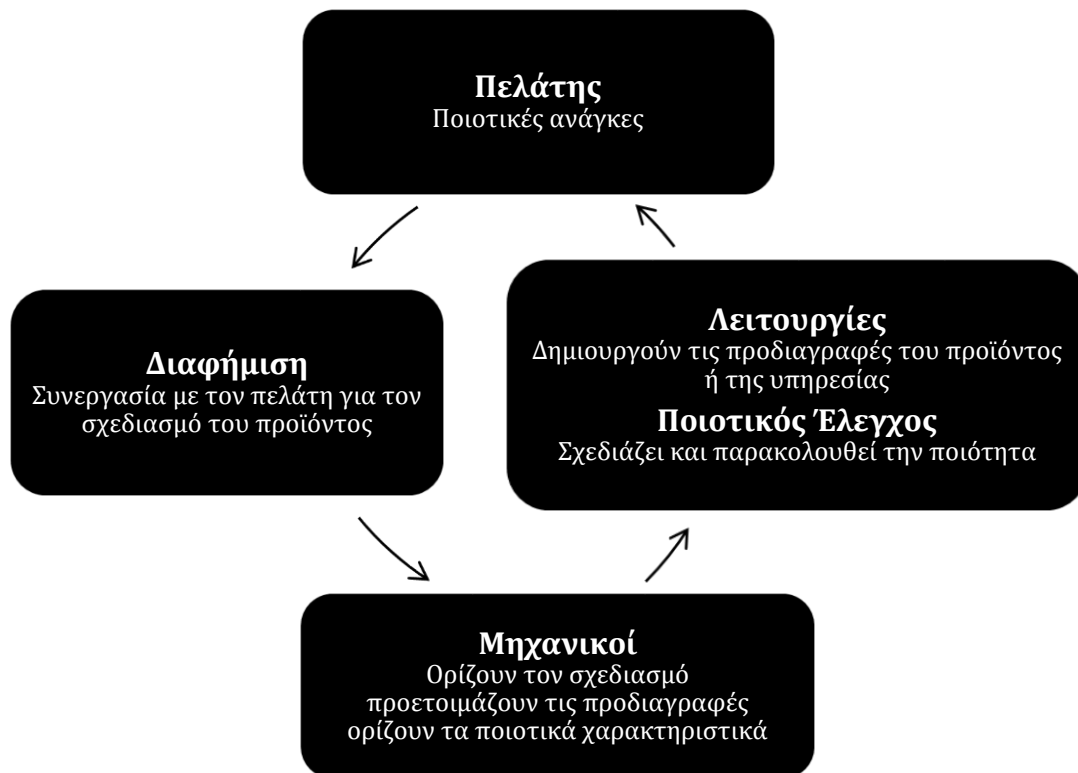 Πελάτης
Ποιοτικές ανάγκες
Διαφήμιση
Συνεργασία με τον πελάτη για τον
σχεδιασμό του προϊόντος
Μηχανικοί
Ορίζουν τον σχεδιασμό
προετοιμάζουν τις προδιαγραφές
ορίζουν τα ποιοτικά χαρακτηριστικά
Λειτουργίες
Δημιουργούν τις προδιαγραφές του προϊόντος
ή της υπηρεσίας
Ποιοτικός Έλεγχος
Σχεδιάζει και παρακολουθεί την ποιότητα